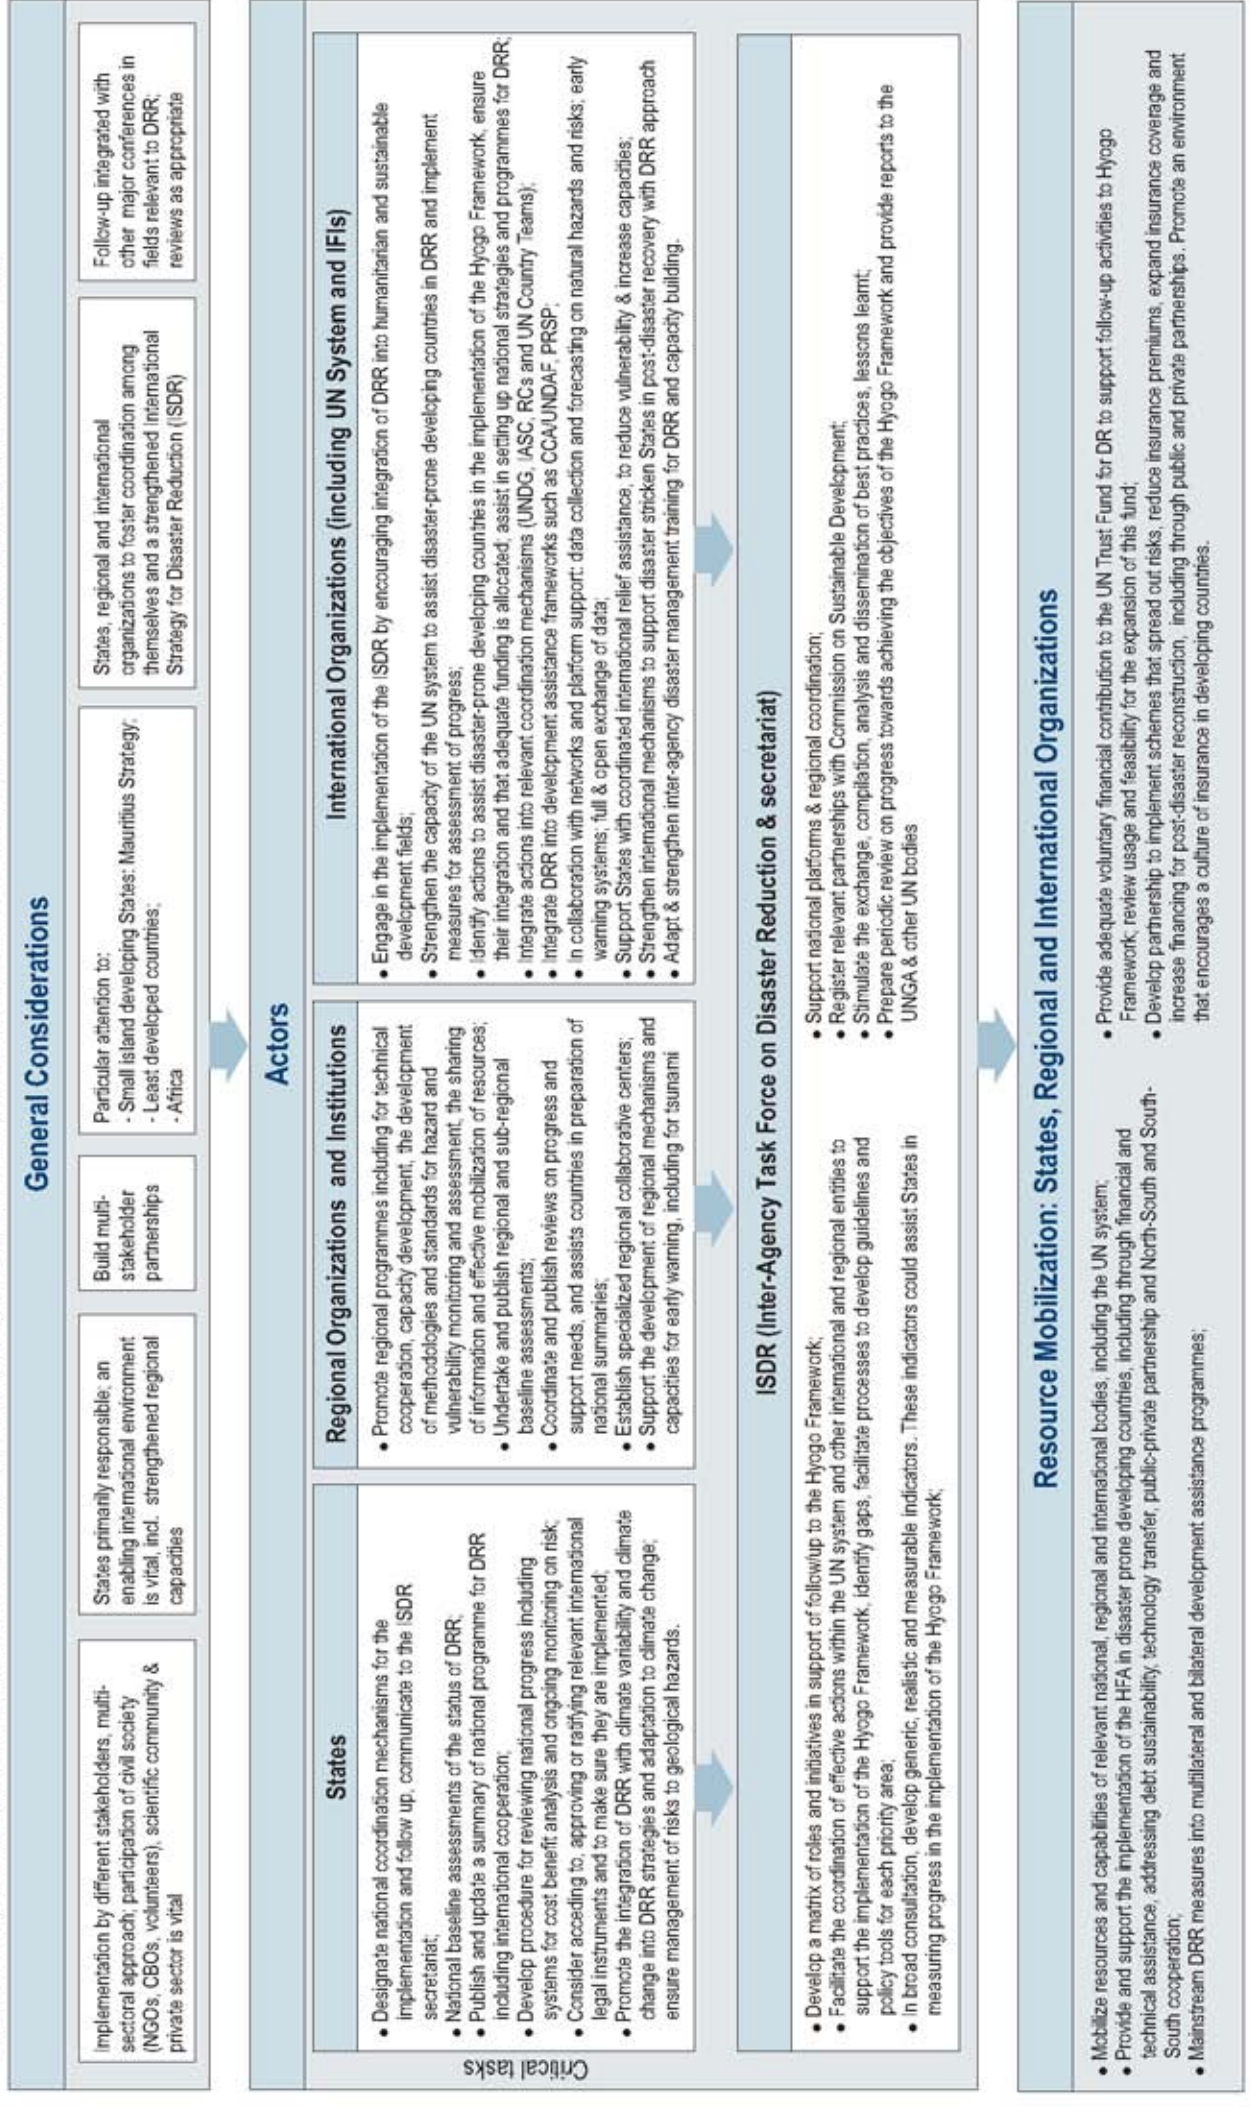 General Considerations
Implementation by different stakeholders, multi-
sectoral approach; participation of civil society
(NGOs, CBOs, volunteers), scientific community &
private sector is vital
States primarily responsible; an
enabling international environment
is vital, incl. strengthened regional
capacities
Build multi-
stakeholder
partnerships
Particular attention to:
- Small island developing States: Mauritius Strategy;
- Least developed countries;
- Africa
States, regional and international
organizations to foster coordination among
themselves and a strengthened International
Strategy for Disaster Reduction (ISDR)
Follow-up integrated with
other major conferences in
fields relevant to DRR;
reviews as appropriate
Actors
Critical tasks
States
• Designate national coordination mechanisms for the
implementation and follow up, communicate to the ISDR
secretariat;
• National baseline assessments of the status of DRR;
• Publish and update a summary of national programme for DRR
including international cooperation;
• Develop procedure for reviewing national progress including
systems for cost benefit analysis and ongoing monitoring on risk;
• Consider acceding to, approving or ratifying relevant international
legal instruments and to make sure they are implemented;
• Promote the integration of DRR with climate variability and climate
change into DRR strategies and adaptation to climate change;
ensure management of risks to geological hazards.
Regional Organizations and Institutions
• Promote regional programmes including for technical
cooperation, capacity development, the development
of methodologies and standards for hazard and
vulnerability monitoring and assessment, the sharing
of information and effective mobilization of resources;
• Undertake and publish regional and sub-regional
baseline assessments;
• Coordinate and publish reviews on progress and
support needs, and assists countries in preparation of
national summaries;
• Establish specialized regional collaborative centers;
• Support the development of regional mechanisms and
capacities for early warning, including for tsunami
International Organizations (including UN System and IFIs)
• Engage in the implementation of the ISDR by encouraging integration of DRR into humanitarian and sustainable
development fields;
• Strengthen the capacity of the UN system to assist disaster-prone developing countries in DRR and implement
measures for assessment of progress;
• Identify actions to assist disaster-prone developing countries in the implementation of the Hyogo Framework, ensure
their integration and that adequate funding is allocated; assist in setting up national strategies and programmes for DRR;
• Integrate actions into relevant coordination mechanisms (UNDG, IASC, RCs and UN Country Teams);
• Integrate DRR into development assistance frameworks such as CCA/UNDAF, PRSP;
• In collaboration with networks and platform support: data collection and forecasting on natural hazards and risks; early
warning systems; full & open exchange of data;
• Support States with coordinated international relief assistance, to reduce vulnerability & increase capacities;
• Strengthen international mechanisms to support disaster stricken States in post-disaster recovery with DRR approach
• Adapt & strengthen inter-agency disaster management training for DRR and capacity building.
ISDR (Inter-Agency Task Force on Disaster Reduction & secretariat)
• Develop a matrix of roles and initiatives in support of follow/up to the Hyogo Framework;
• Facilitate the coordination of effective actions within the UN system and other international and regional entities to
support the implementation of the Hyogo Framework, identify gaps, facilitate processes to develop guidelines and
policy tools for each priority area;
• In broad consultation, develop generic, realistic and measurable indicators. These indicators could assist States in
measuring progress in the implementation of the Hyogo Framework;
• Support national platforms & regional coordination;
• Register relevant partnerships with Commission on Sustainable Development;
• Stimulate the exchange, compilation, analysis and dissemination of best practices, lessons learnt;
• Prepare periodic review on progress towards achieving the objectives of the Hyogo Framework and provide reports to the
UNGA & other UN bodies
Resource Mobilization: States, Regional and International Organizations
• Mobilize resources and capabilities of relevant national, regional and international bodies, including the UN system;
• Provide and support the implementation of the HFA in disaster prone developing countries, including through financial and
technical assistance, addressing debt sustainability, technology transfer, public-private partnership and North-South and South-
South cooperation;
• Mainstream DRR measures into multilateral and bilateral development assistance programmes;
• Provide adequate voluntary financial contribution to the UN Trust Fund for DR to support follow-up activities to Hyogo
Framework; review usage and feasibility for the expansion of this fund;
• Develop partnership to implement schemes that spread out risks, reduce insurance premiums, expand insurance coverage and
increase financing for post-disaster reconstruction, including through public and private partnerships. Promote an environment
that encourages a culture of insurance in developing countries.